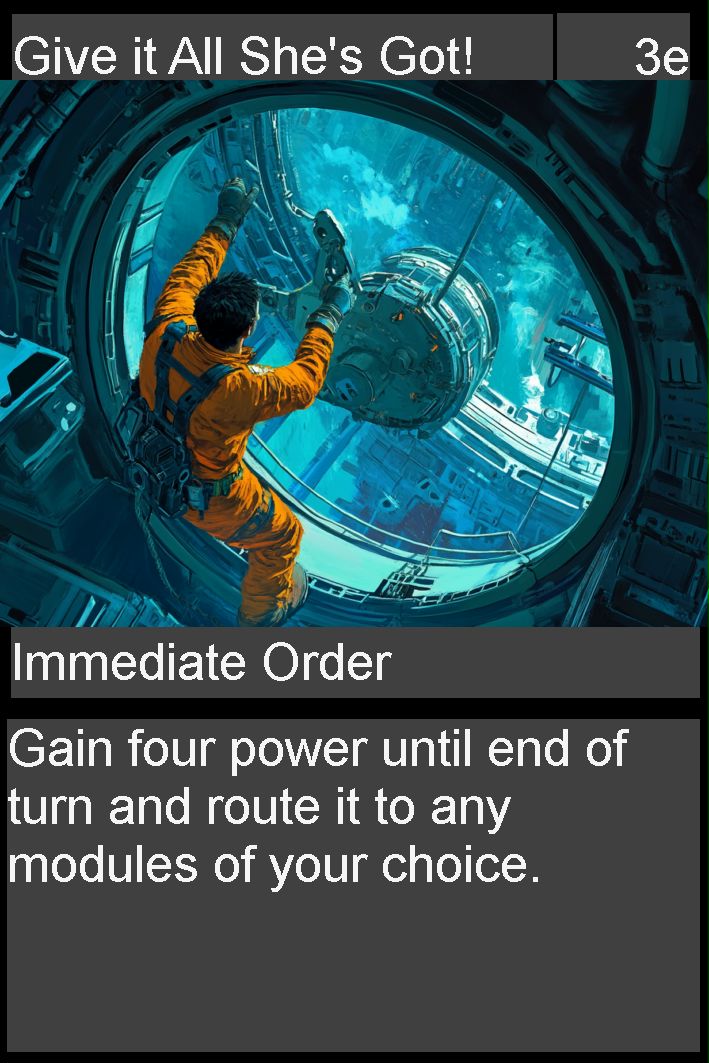 Give it All She's Got! 3e
Immediate Order
Gain four power until end of
turn and route it to any
modules of your choice.